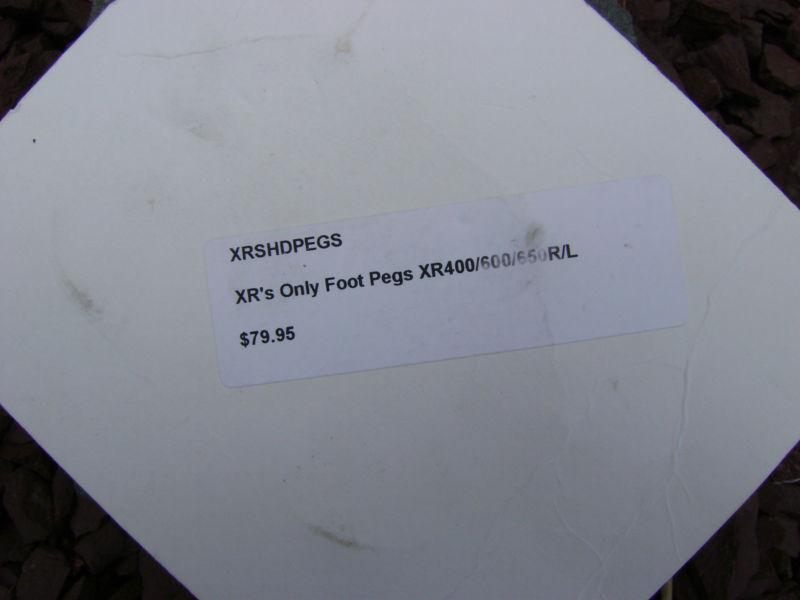 XRSHDPEGS
XR's Only Foot Pegs XR400/600/650R/L
$79.95